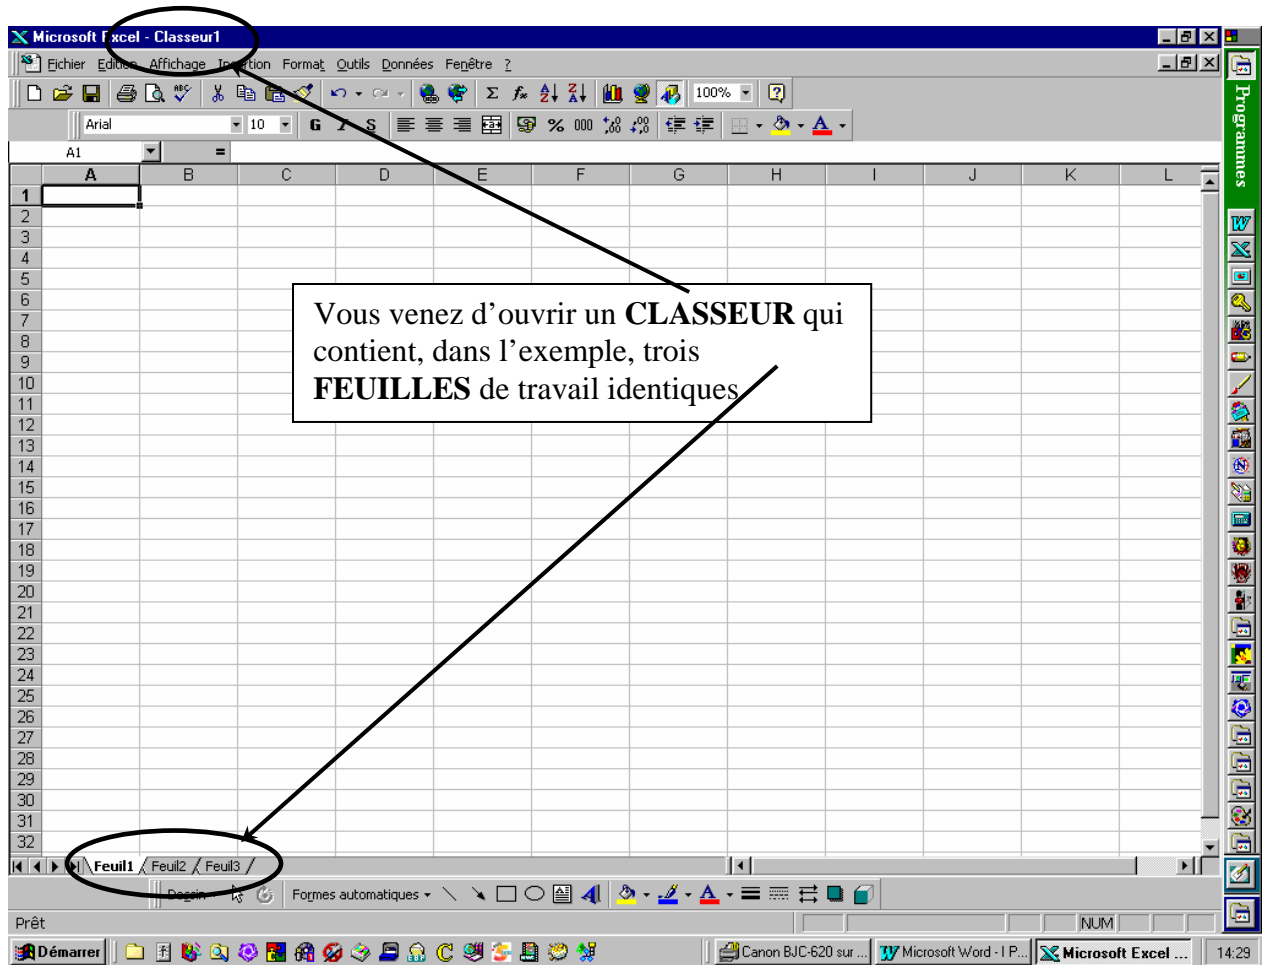 Microsoft Excel - Classeur1
Fichier Edition Affichage Insertion Format Outils Données Fenêtre ?
100%
Arial 10 G I S % 000
A1 =
A B C D E F G H I J K L
1
2
3
4
5
6
7
8
9
10
11
12
13
14
15
16
17
18
19
20
21
22
23
24
25
26
27
28
29
30
31
32
Vous venez d’ouvrir un CLASSEUR qui
contient, dans l’exemple, trois
FEUILLES de travail identiques
Feuil1 Feuil2 Feuil3
Dessin Formes automatiques
Prêt NUM
Démarrer Canon BJC-620 sur ... Microsoft Word - I P... Microsoft Excel ... 14:29
Programmes